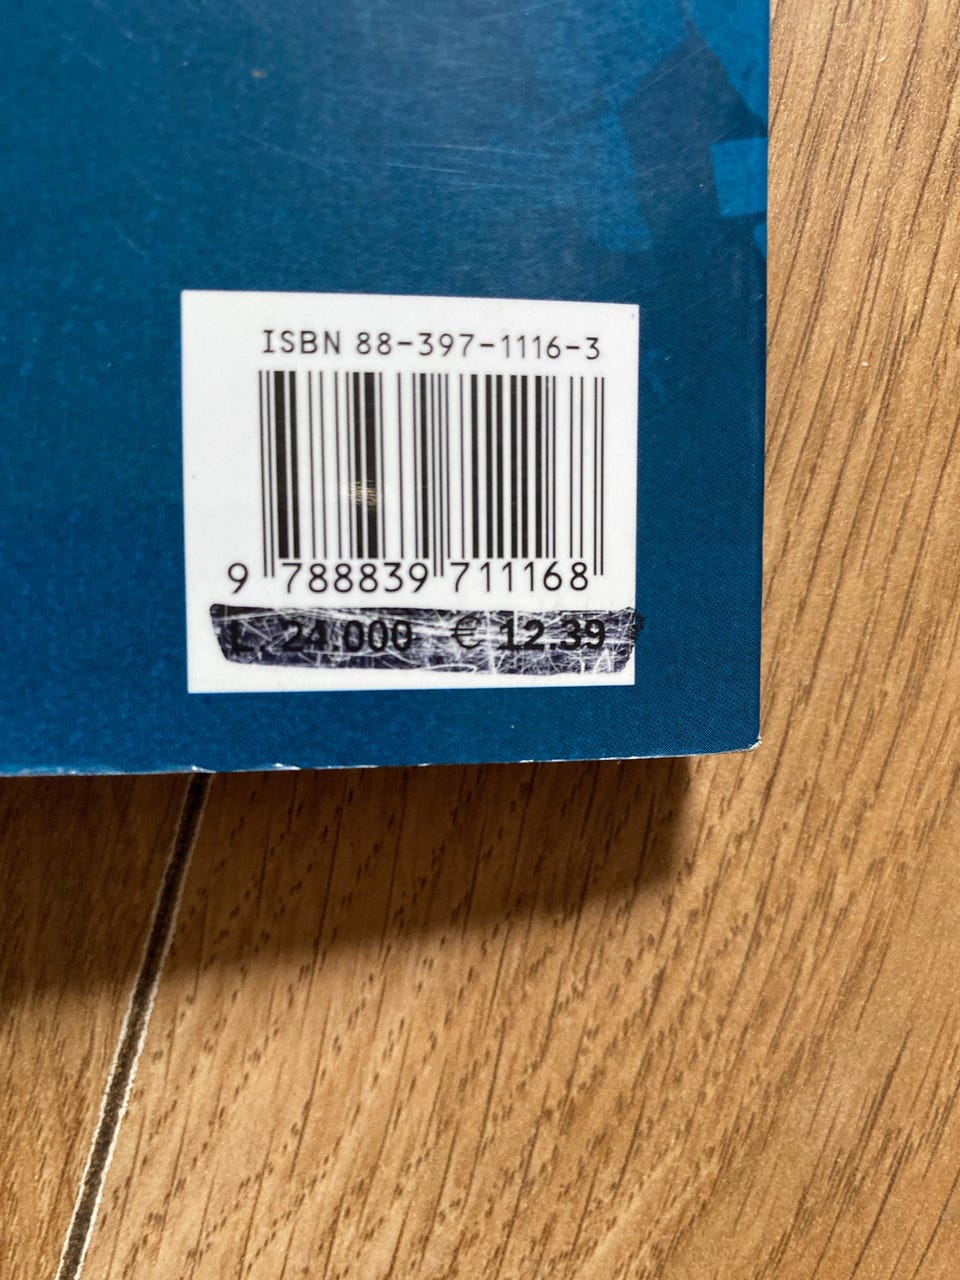 ISBN 88-397-1116-3
9 788839 711168
L. 24.000 € 12.39